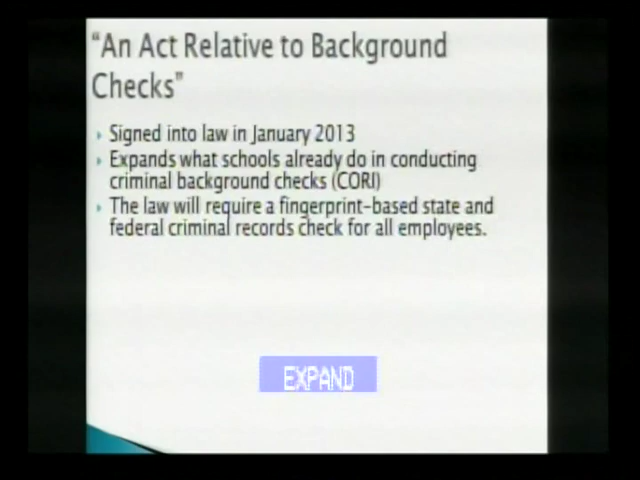 “An Act Relative to Background
Checks”
Signed into law in January 2013
Expands what schools already do in conducting
criminal background checks (CORI)
The law will require a fingerprint-based state and
federal criminal records check for all employees.
EXPAND